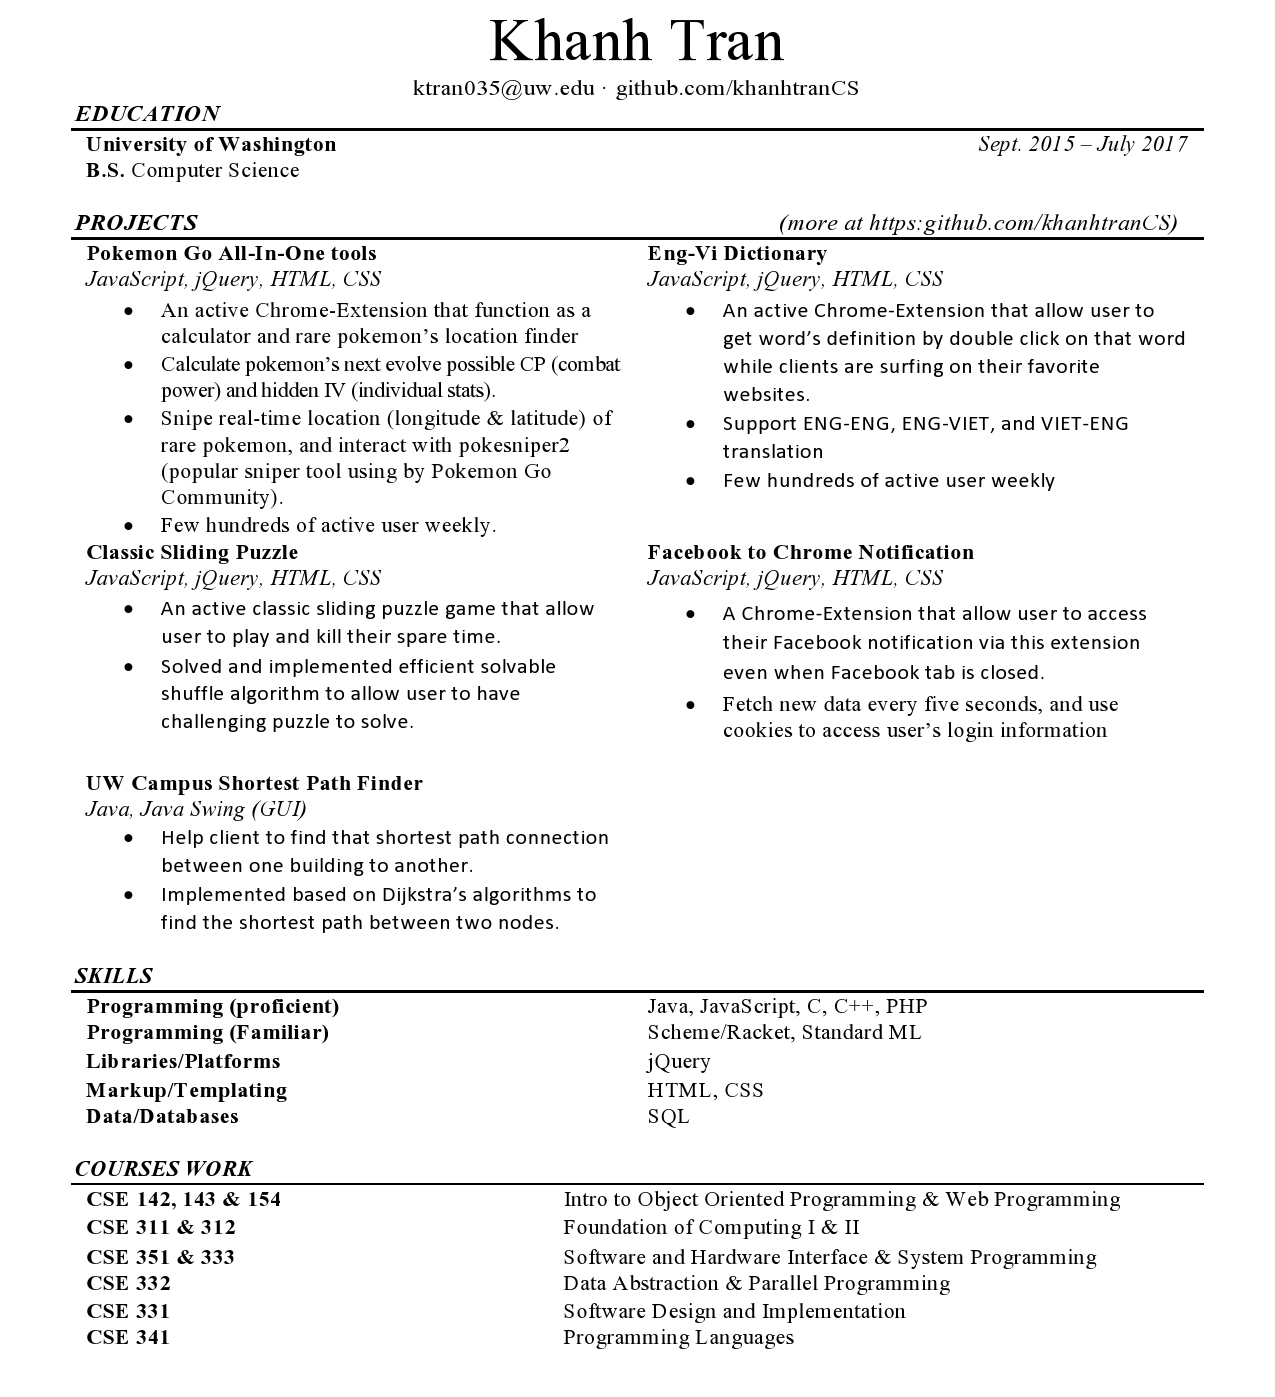 Khanh Tran
ktran035@uw.edu · github.com/khanhtranCS
EDUCATION
University of Washington Sept. 2015 – July 2017
B.S. Computer Science
PROJECTS (more at https:github.com/khanhtranCS)
Pokemon Go All-In-One tools
JavaScript, jQuery, HTML, CSS
• An active Chrome-Extension that function as a
calculator and rare pokemon's location finder
• Calculate pokemon's next evolve possible CP (combat
power) and hidden IV (individual stats).
• Snipe real-time location (longitude & latitude) of
rare pokemon, and interact with pokesniper2
(popular sniper tool using by Pokemon Go
Community).
• Few hundreds of active user weekly.
Eng-Vi Dictionary
JavaScript, jQuery, HTML, CSS
• An active Chrome-Extension that allow user to
get word's definition by double click on that word
while clients are surfing on their favorite
websites.
• Support ENG-ENG, ENG-VIET, and VIET-ENG
translation
• Few hundreds of active user weekly
Classic Sliding Puzzle
JavaScript, jQuery, HTML, CSS
• An active classic sliding puzzle game that allow
user to play and kill their spare time.
• Solved and implemented efficient solvable
shuffle algorithm to allow user to have
challenging puzzle to solve.
Facebook to Chrome Notification
JavaScript, jQuery, HTML, CSS
• A Chrome-Extension that allow user to access
their Facebook notification via this extension
even when Facebook tab is closed.
• Fetch new data every five seconds, and use
cookies to access user's login information
UW Campus Shortest Path Finder
Java, Java Swing (GUI)
• Help client to find that shortest path connection
between one building to another.
• Implemented based on Dijkstra's algorithms to
find the shortest path between two nodes.
SKILLS
Programming (proficient) Java, JavaScript, C, C++, PHP
Programming (Familiar) Scheme/Racket, Standard ML
Libraries/Platforms jQuery
Markup/Templating HTML, CSS
Data/Databases SQL
COURSES WORK
CSE 142, 143 & 154 Intro to Object Oriented Programming & Web Programming
CSE 311 & 312 Foundation of Computing I & II
CSE 351 & 333 Software and Hardware Interface & System Programming
CSE 332 Data Abstraction & Parallel Programming
CSE 331 Software Design and Implementation
CSE 341 Programming Languages